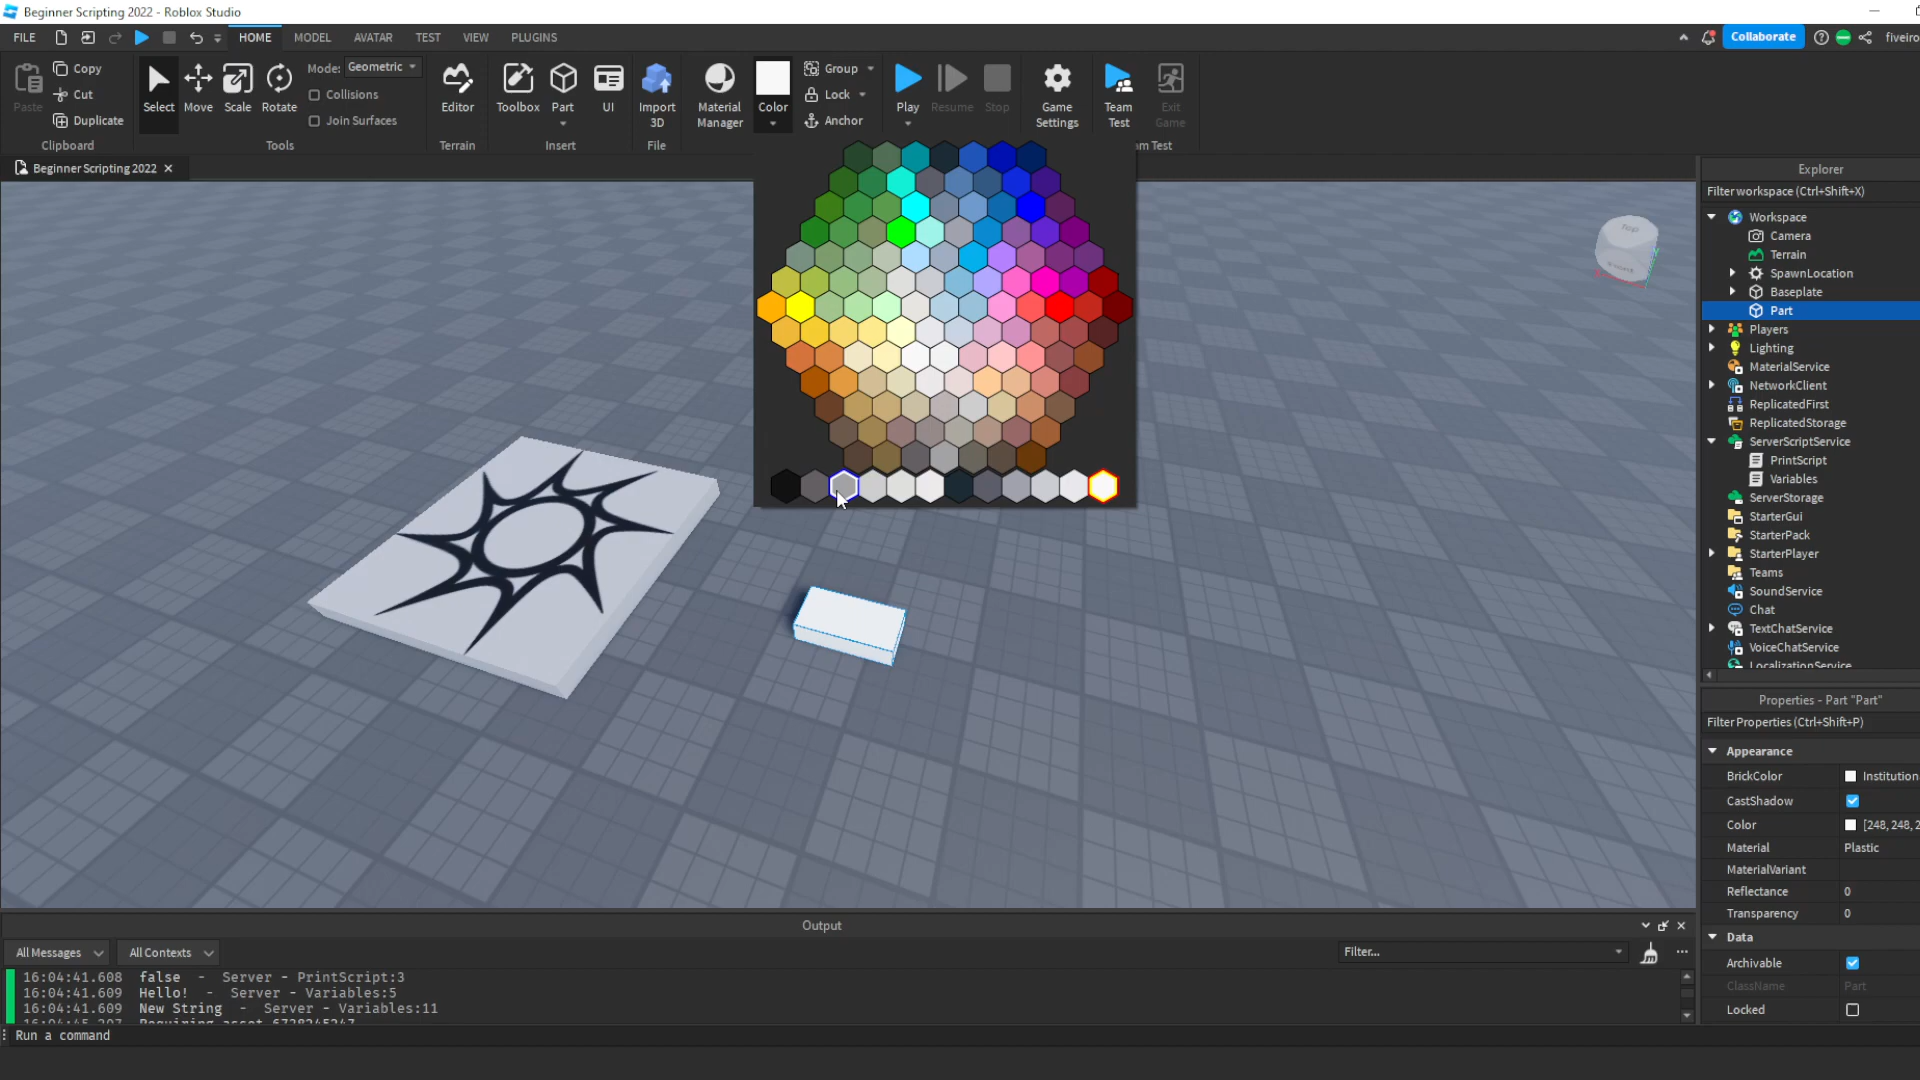 Beginner Scripting 2022 - Roblox Studio
FILE HOME MODEL AVATAR TEST VIEW PLUGINS Collaborate fiveiro
Paste Copy Cut Duplicate
Clipboard
Select Move Scale Rotate
Mode: Geometric
Collisions
Join Surfaces
Tools
Editor
Terrain
Toolbox Part UI
Insert
Import 3D
File
Material Manager
Color
Group
Lock
Anchor
Play Resume Stop
Game Settings
Team Test
Exit Game
m Test
Beginner Scripting 2022
Explorer
Filter workspace (Ctrl+Shift+X)
Workspace
Camera
Terrain
SpawnLocation
Baseplate
Part
Players
Lighting
MaterialService
NetworkClient
ReplicatedFirst
ReplicatedStorage
ServerScriptService
PrintScript
Variables
ServerStorage
StarterGui
StarterPack
StarterPlayer
Teams
SoundService
Chat
TextChatService
VoiceChatService
LocalizationService
Properties - Part "Part"
Filter Properties (Ctrl+Shift+P)
Appearance
BrickColor Institution
CastShadow
Color [248, 248, 2
Material Plastic
MaterialVariant
Reflectance 0
Transparency 0
Data
Archivable
ClassName Part
Locked
Output
All Messages All Contexts Filter...
16:04:41.608 false - Server - PrintScript:3
16:04:41.609 Hello! - Server - Variables:5
16:04:41.609 New String - Server - Variables:11
Run a command